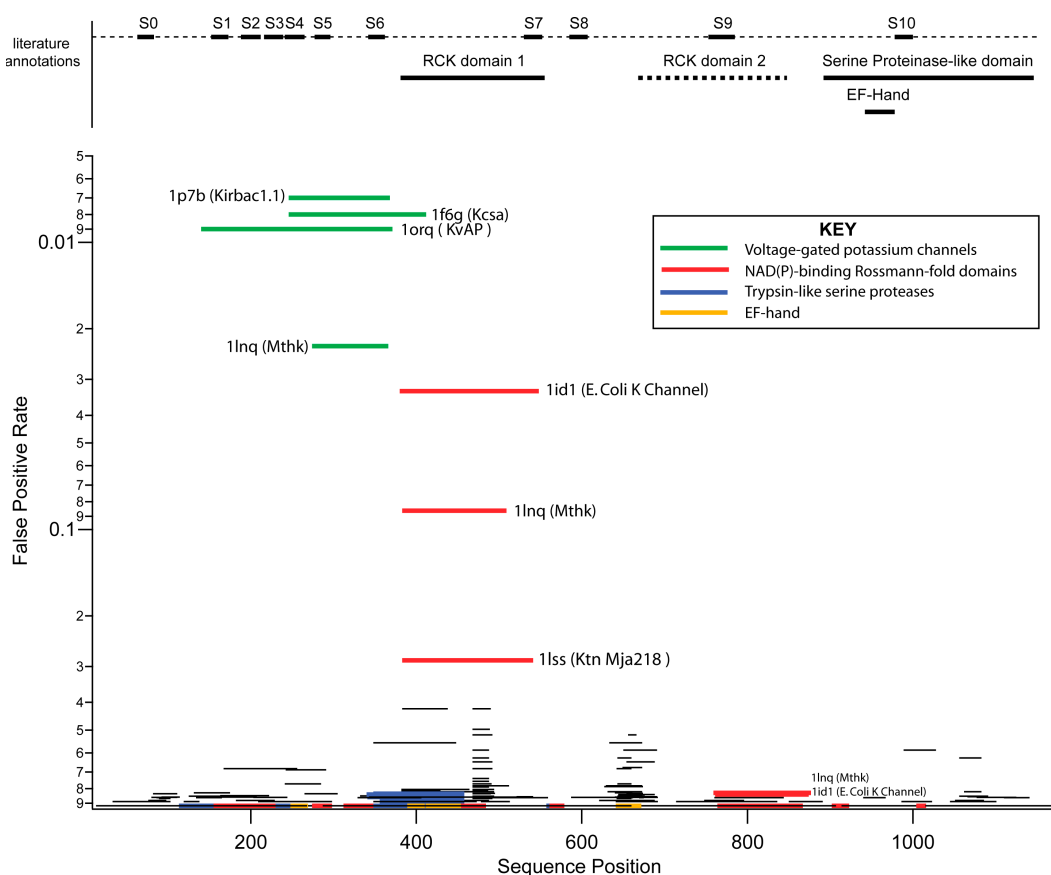 S0 S1 S2 S3 S4 S5 S6 S7 S8 S9 S10
literature
annotations
RCK domain 1 RCK domain 2 Serine Proteinase-like domain
EF-Hand
5
6
7
8
9
0.01
2
3
4
5
6
7
8
9
0.1
2
3
4
5
6
7
8
9
False Positive Rate
1p7b (Kirbac1.1)
1f6g (Kcsa)
1orq ( KvAP )
1lnq (Mthk)
1id1 (E. Coli K Channel)
1lnq (Mthk)
1lss (Ktn Mja218 )
1lnq (Mthk)
1id1 (E. Coli K Channel)
KEY
Voltage-gated potassium channels
NAD(P)-binding Rossmann-fold domains
Trypsin-like serine proteases
EF-hand
200 400 600 800 1000
Sequence Position